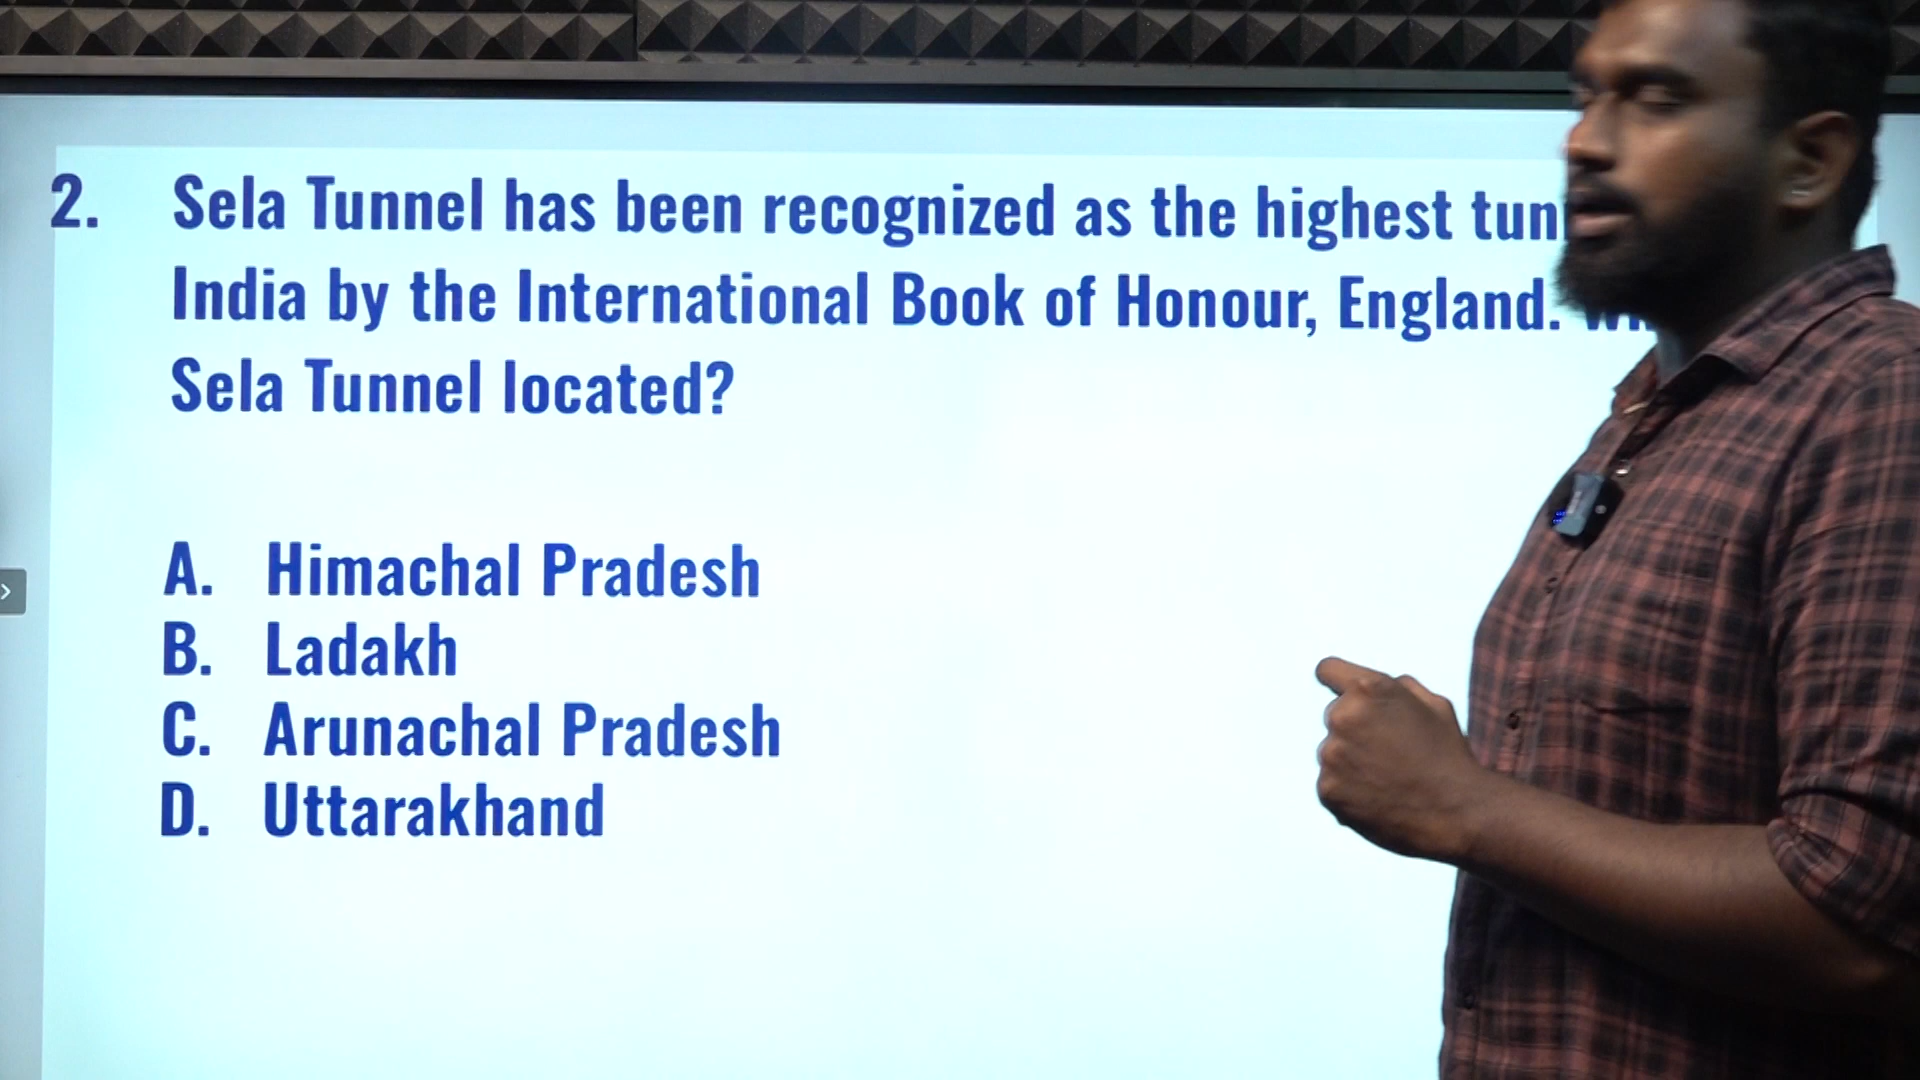 2. Sela Tunnel has been recognized as the highest
India by the International Book of Honour, England.
Sela Tunnel located?
A. Himachal Pradesh
B. Ladakh
C. Arunachal Pradesh
D. Uttarakhand